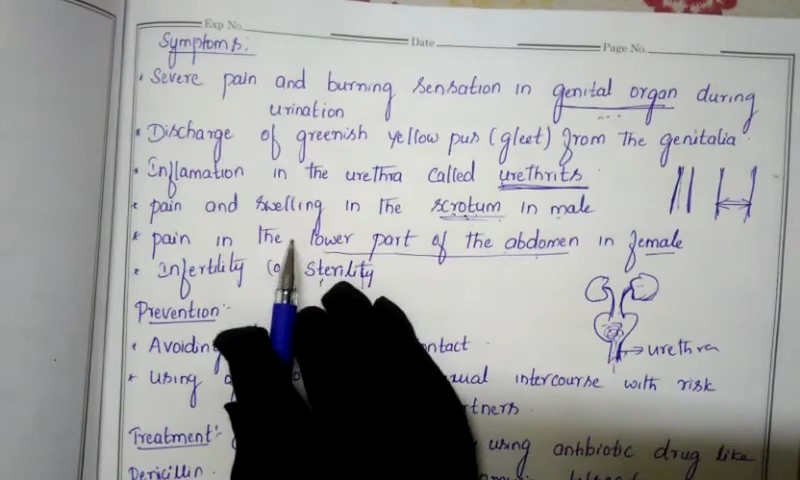 Exp No.
Date
Page No.
Symptoms:
• Severe pain and burning sensation in genital organ during
urination
• Discharge of greenish yellow pus (gleet) from the genitalia
• Inflamation in the urethra called urethrits
* pain and swelling in the scrotum in male
* pain in the lower part of the abdomen in female
• Infertility (o sterility
Prevention:-
urethra
• Avoiding ontact
* using xual intercourse with risk
rtners.
Treatment:- using antibiotic drug like
Penicillin.